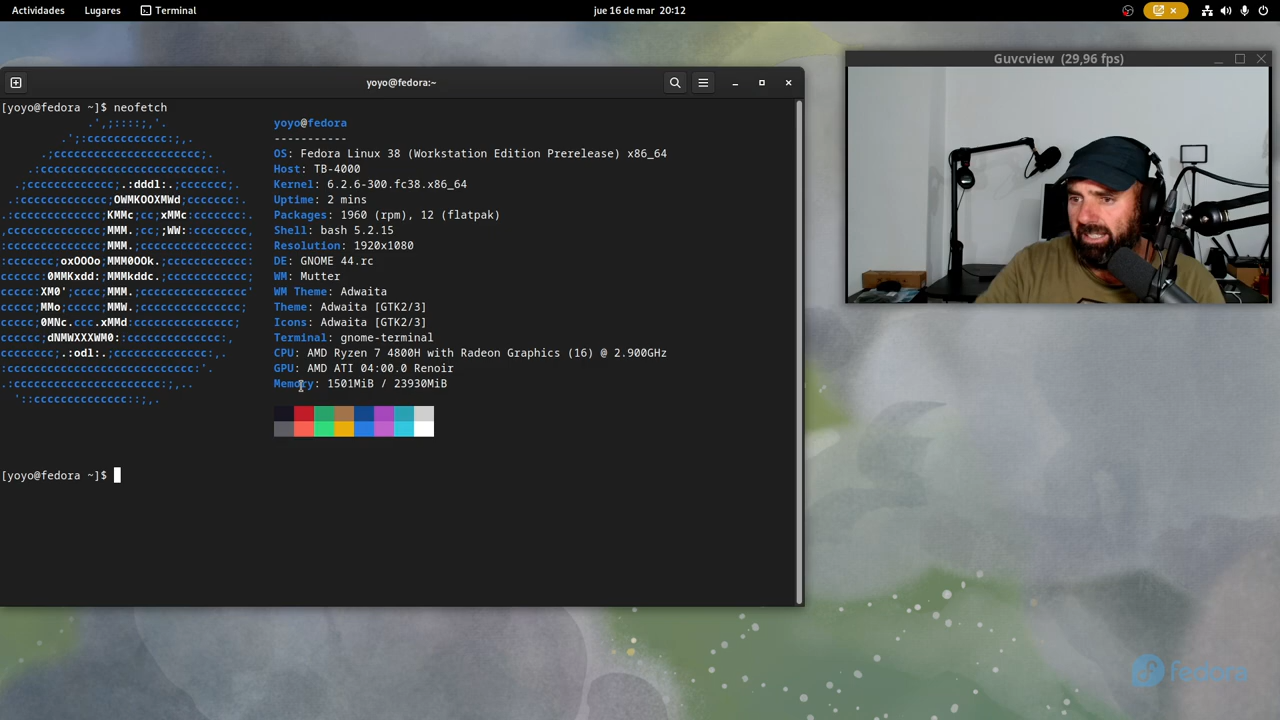 Actividades Lugares Terminal jue 16 de mar 20:12
yoyo@fedora:~
Guvcview (29,96 fps)
[yoyo@fedora ~]$ neofetch
yoyo@fedora
-----------
OS: Fedora Linux 38 (Workstation Edition Prerelease) x86_64
Host: TB-4000
Kernel: 6.2.6-300.fc38.x86_64
Uptime: 2 mins
Packages: 1960 (rpm), 12 (flatpak)
Shell: bash 5.2.15
Resolution: 1920x1080
DE: GNOME 44.rc
WM: Mutter
WM Theme: Adwaita
Theme: Adwaita [GTK2/3]
Icons: Adwaita [GTK2/3]
Terminal: gnome-terminal
CPU: AMD Ryzen 7 4800H with Radeon Graphics (16) @ 2.900GHz
GPU: AMD ATI 04:00.0 Renoir
Memory: 1501MiB / 23930MiB
[yoyo@fedora ~]$
fedora